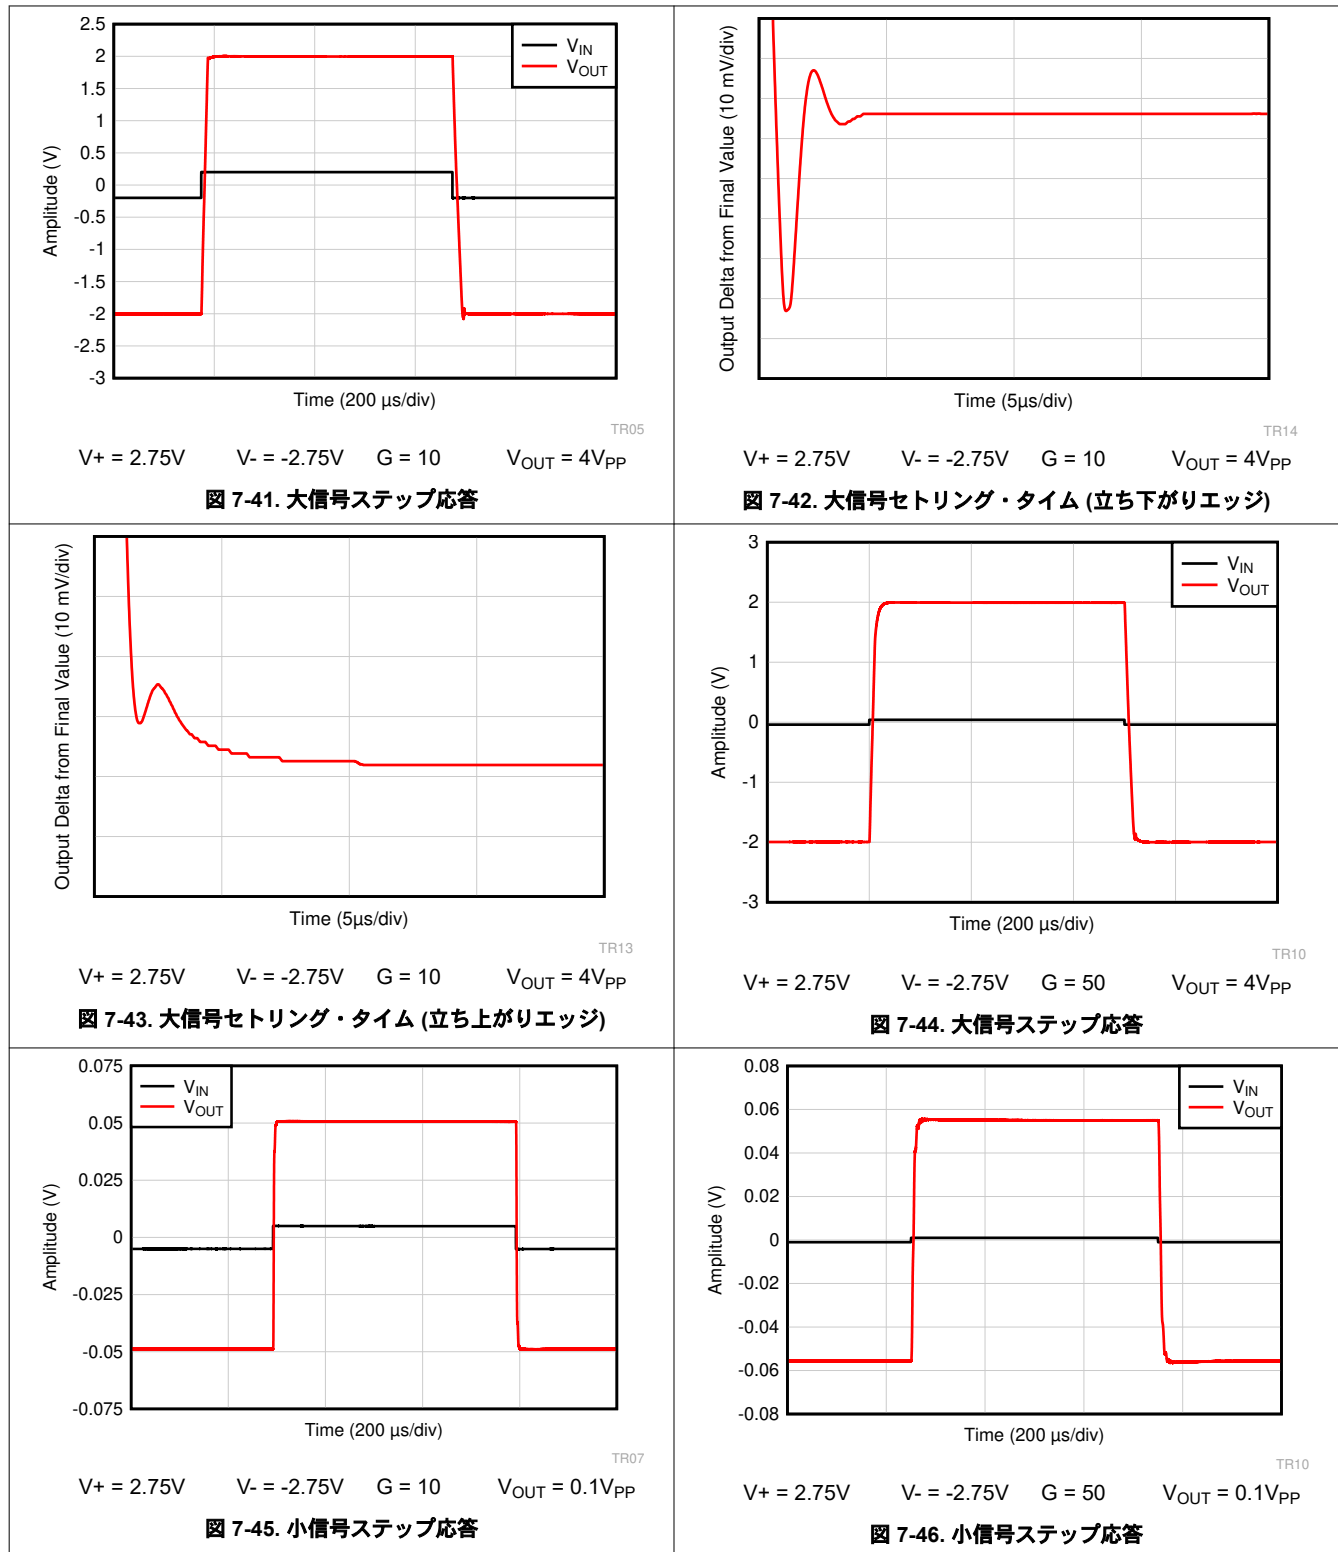 2.5
2
1.5
1
0.5
0
-0.5
-1
-1.5
-2
-2.5
-3
Amplitude (V)
VIN
VOUT
Time (200 µs/div)
TR05
V+ = 2.75V V- = -2.75V G = 10 VOUT = 4VPP
図 7-41. 大信号ステップ応答
Output Delta from Final Value (10 mV/div)
Time (5µs/div)
TR14
V+ = 2.75V V- = -2.75V G = 10 VOUT = 4VPP
図 7-42. 大信号セトリング・タイム (立ち下がりエッジ)
Output Delta from Final Value (10 mV/div)
Time (5µs/div)
TR13
V+ = 2.75V V- = -2.75V G = 10 VOUT = 4VPP
図 7-43. 大信号セトリング・タイム (立ち上がりエッジ)
3
2
1
0
-1
-2
-3
Amplitude (V)
VIN
VOUT
Time (200 µs/div)
TR10
V+ = 2.75V V- = -2.75V G = 50 VOUT = 4VPP
図 7-44. 大信号ステップ応答
0.075
0.05
0.025
0
-0.025
-0.05
-0.075
Amplitude (V)
VIN
VOUT
Time (200 µs/div)
TR07
V+ = 2.75V V- = -2.75V G = 10 VOUT = 0.1VPP
図 7-45. 小信号ステップ応答
0.08
0.06
0.04
0.02
0
-0.02
-0.04
-0.06
-0.08
Amplitude (V)
VIN
VOUT
Time (200 µs/div)
TR10
V+ = 2.75V V- = -2.75V G = 50 VOUT = 0.1VPP
図 7-46. 小信号ステップ応答